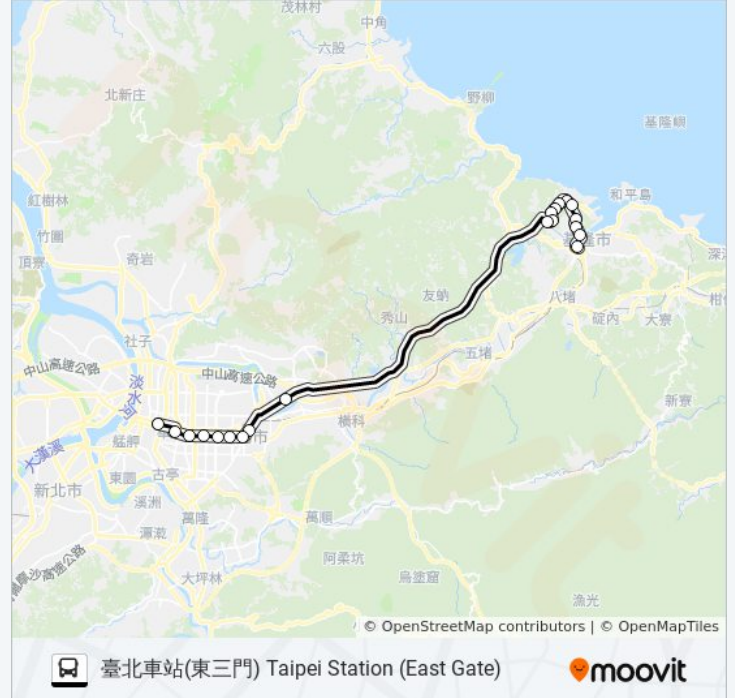 茂林村
中角
六股
北新庄
野柳
基隆嶼
紅樹林
和平島
竹圍
基隆市
奇岩
頂寮
八堵
友蚋
秀山
碇內
大寮
社子
五堵
中山高速公路
中山高速公路
淡水河
新寮
橫科
艋舺
大漢溪
東園
古亭
新北市
溪洲
萬隆
萬順
阿柔坑
大坪林
烏塗窟
漁光
© OpenStreetMap contributors | © OpenMapTiles
臺北車站(東三門) Taipei Station (East Gate)
moovit